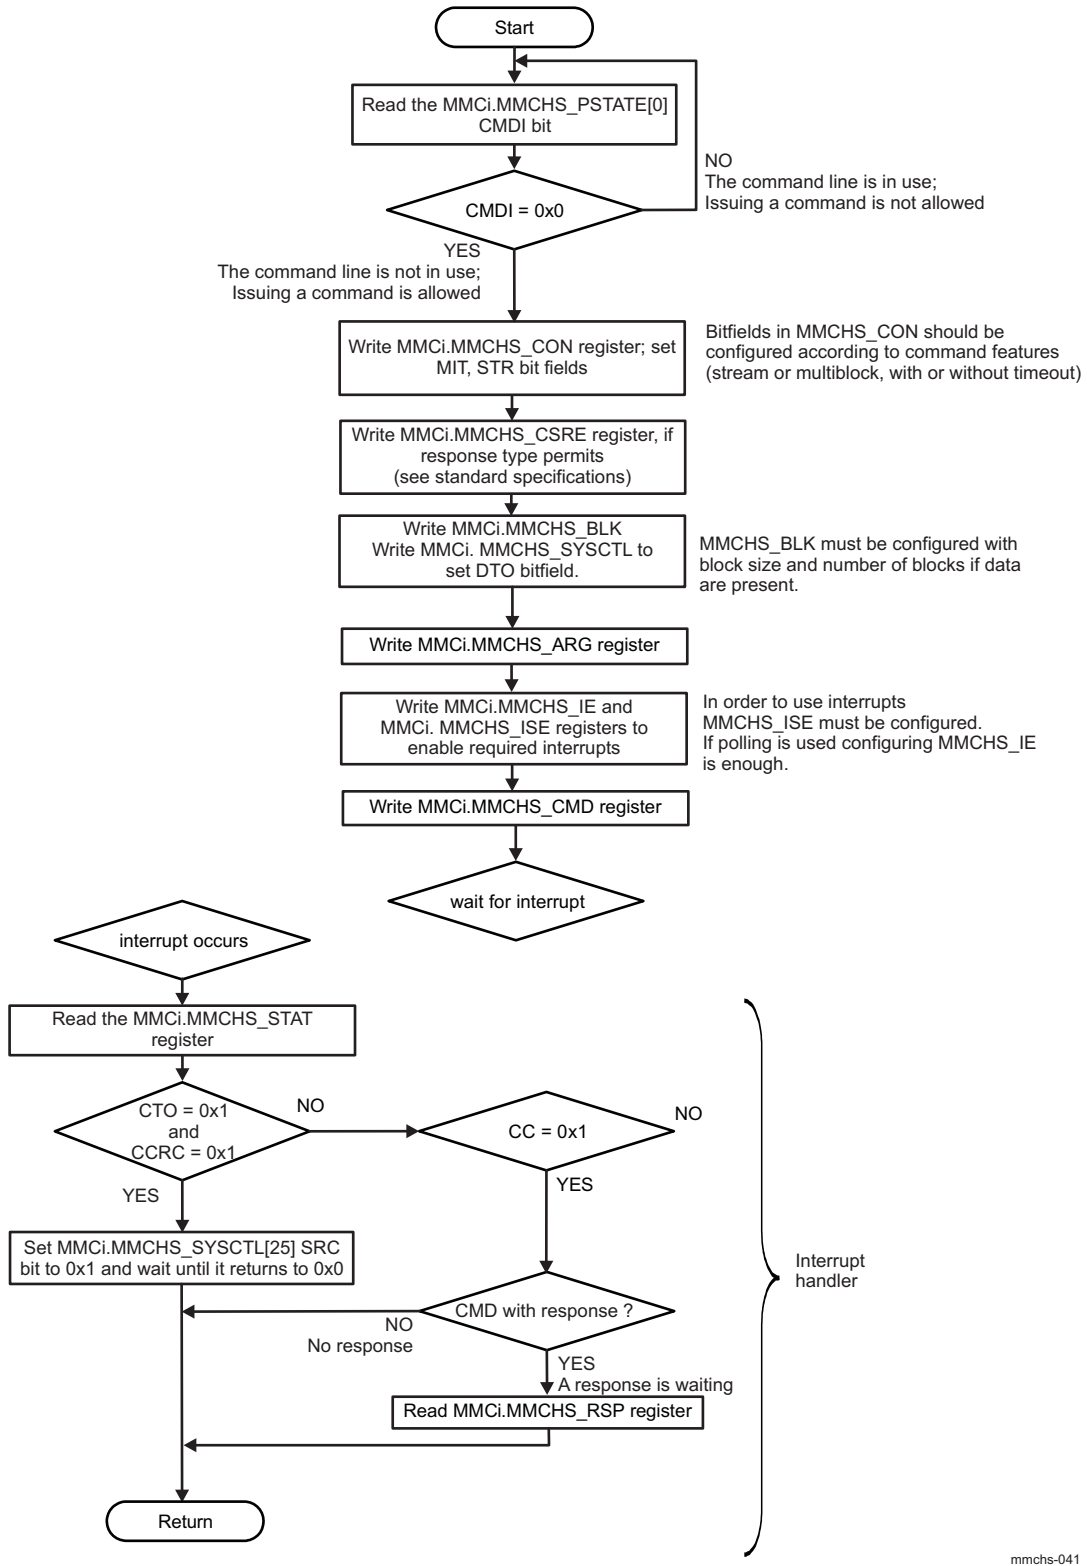 Start
Read the MMCi.MMCHS_PSTATE[0]
CMDI bit
NO
The command line is in use;
Issuing a command is not allowed
CMDI = 0x0
YES
The command line is not in use;
Issuing a command is allowed
Write MMCi.MMCHS_CON register; set
MIT, STR bit fields
Bitfields in MMCHS_CON should be
configured according to command features
(stream or multiblock, with or without timeout)
Write MMCi.MMCHS_CSRE register, if
response type permits
(see standard specifications)
Write MMCi.MMCHS_BLK
Write MMCi. MMCHS_SYSCTL to
set DTO bitfield.
MMCHS_BLK must be configured with
block size and number of blocks if data
are present.
Write MMCi.MMCHS_ARG register
Write MMCi.MMCHS_IE and
MMCi. MMCHS_ISE registers to
enable required interrupts
In order to use interrupts
MMCHS_ISE must be configured.
If polling is used configuring MMCHS_IE
is enough.
Write MMCi.MMCHS_CMD register
wait for interrupt
interrupt occurs
Read the MMCi.MMCHS_STAT
register
CTO = 0x1
and
CCRC = 0x1
NO
CC = 0x1
NO
YES
YES
Set MMCi.MMCHS_SYSCTL[25] SRC
bit to 0x1 and wait until it returns to 0x0
Interrupt
handler
CMD with response ?
NO
No response
YES
A response is waiting
Read MMCi.MMCHS_RSP register
Return
mmchs-041